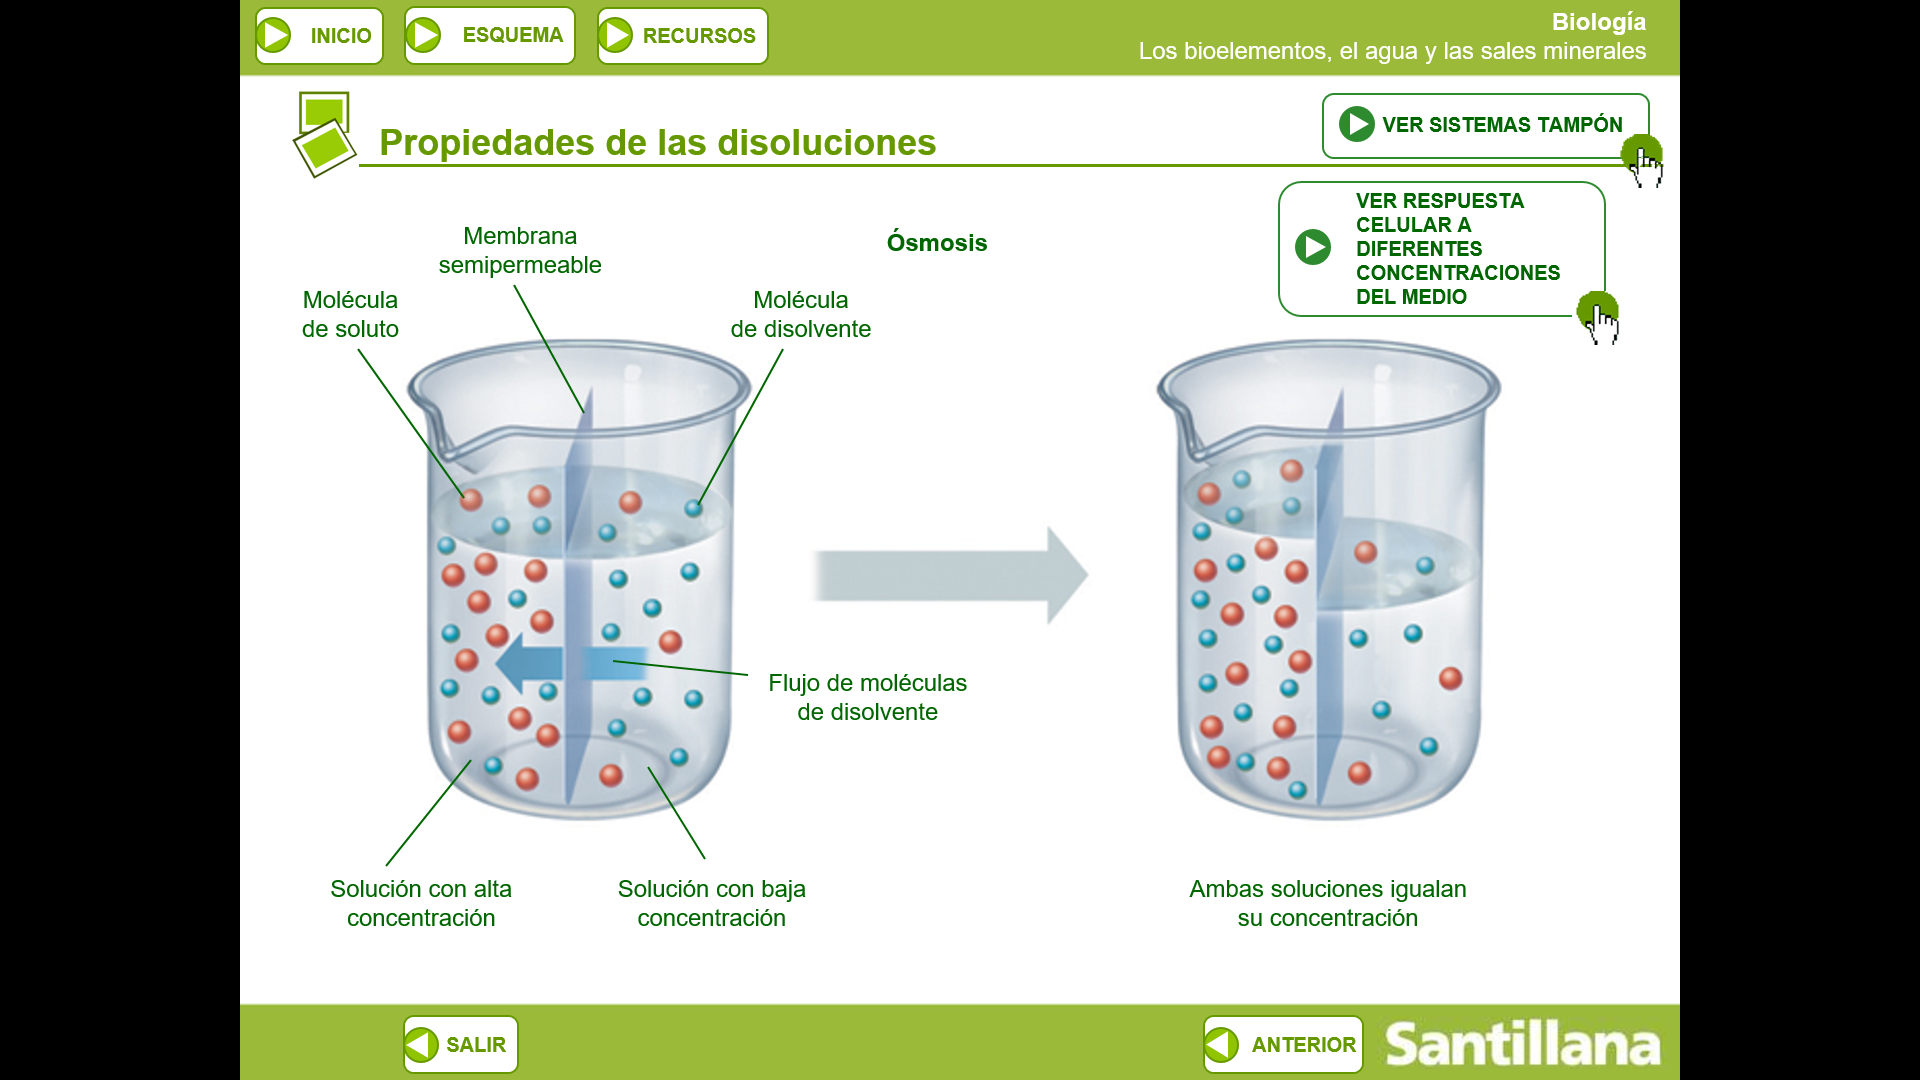 INICIO
ESQUEMA
RECURSOS
Biología
Los bioelementos, el agua y las sales minerales
Propiedades de las disoluciones
VER SISTEMAS TAMPÓN
VER RESPUESTA
CELULAR A
DIFERENTES
CONCENTRACIONES
DEL MEDIO
Ósmosis
Membrana
semipermeable
Molécula
de soluto
Molécula
de disolvente
Flujo de moléculas
de disolvente
Solución con alta
concentración
Solución con baja
concentración
Ambas soluciones igualan
su concentración
SALIR
ANTERIOR
Santillana